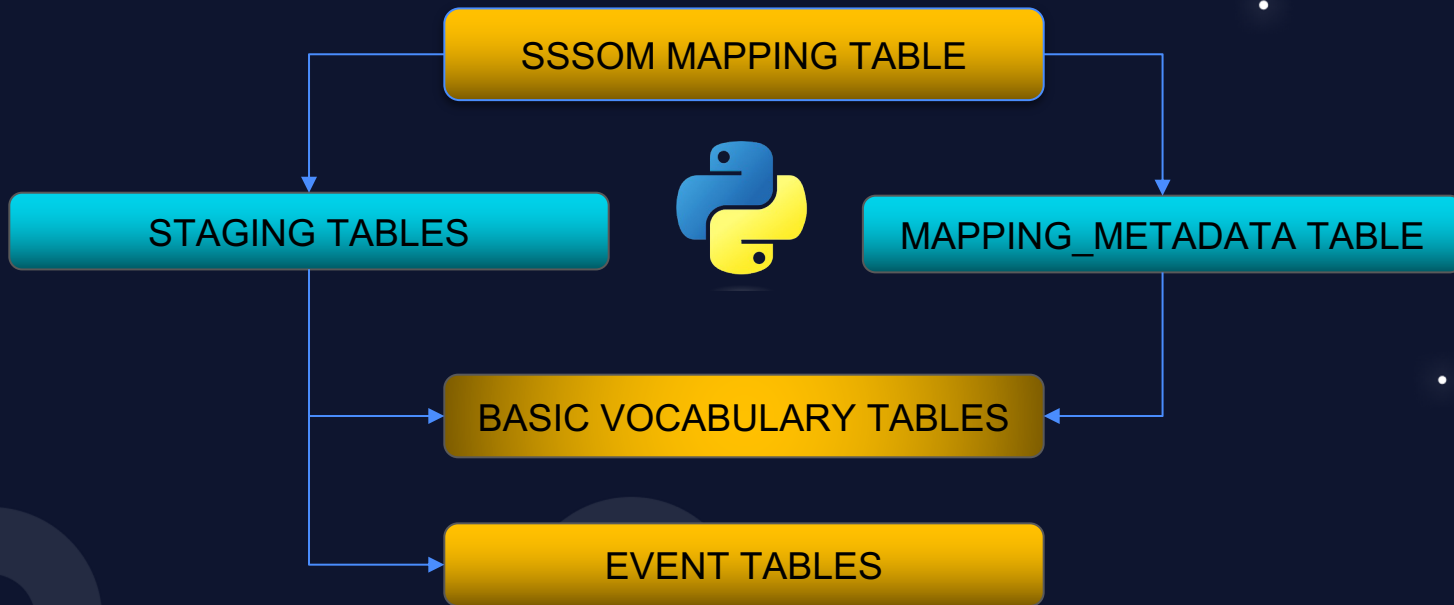 SSSOM MAPPING TABLE
STAGING TABLES
MAPPING_METADATA TABLE
BASIC VOCABULARY TABLES
EVENT TABLES